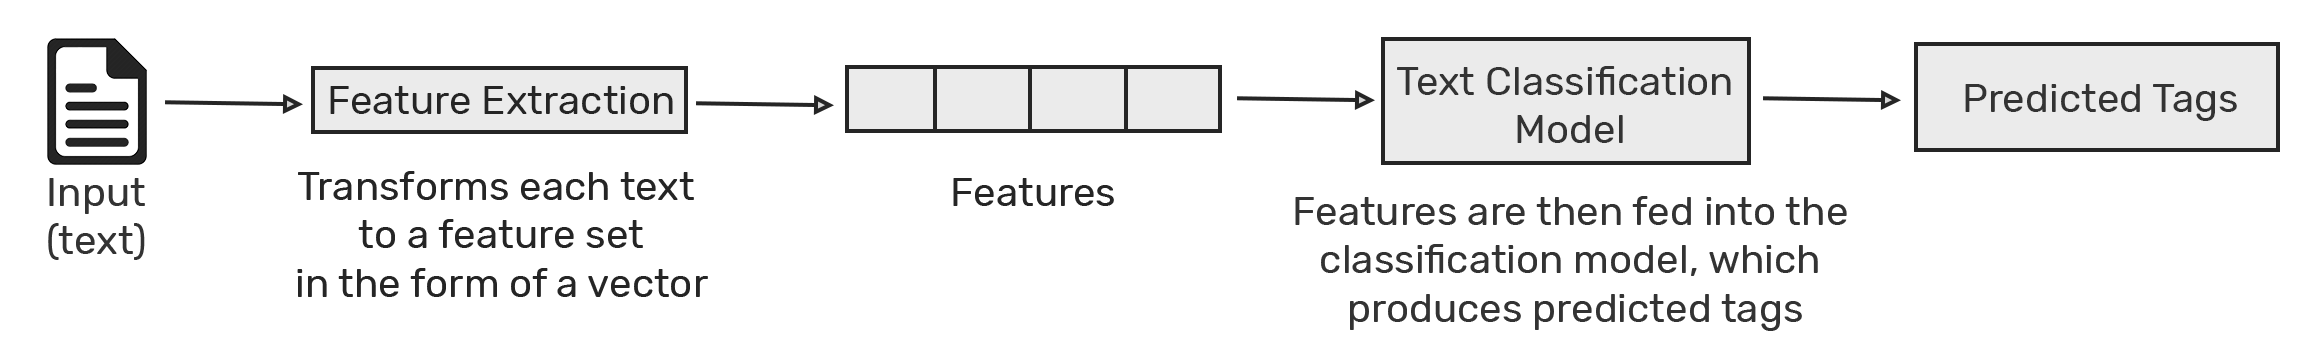 Input
(text)
Feature Extraction
Transforms each text
to a feature set
in the form of a vector
Features
Text Classification
Model
Features are then fed into the
classification model, which
produces predicted tags
Predicted Tags